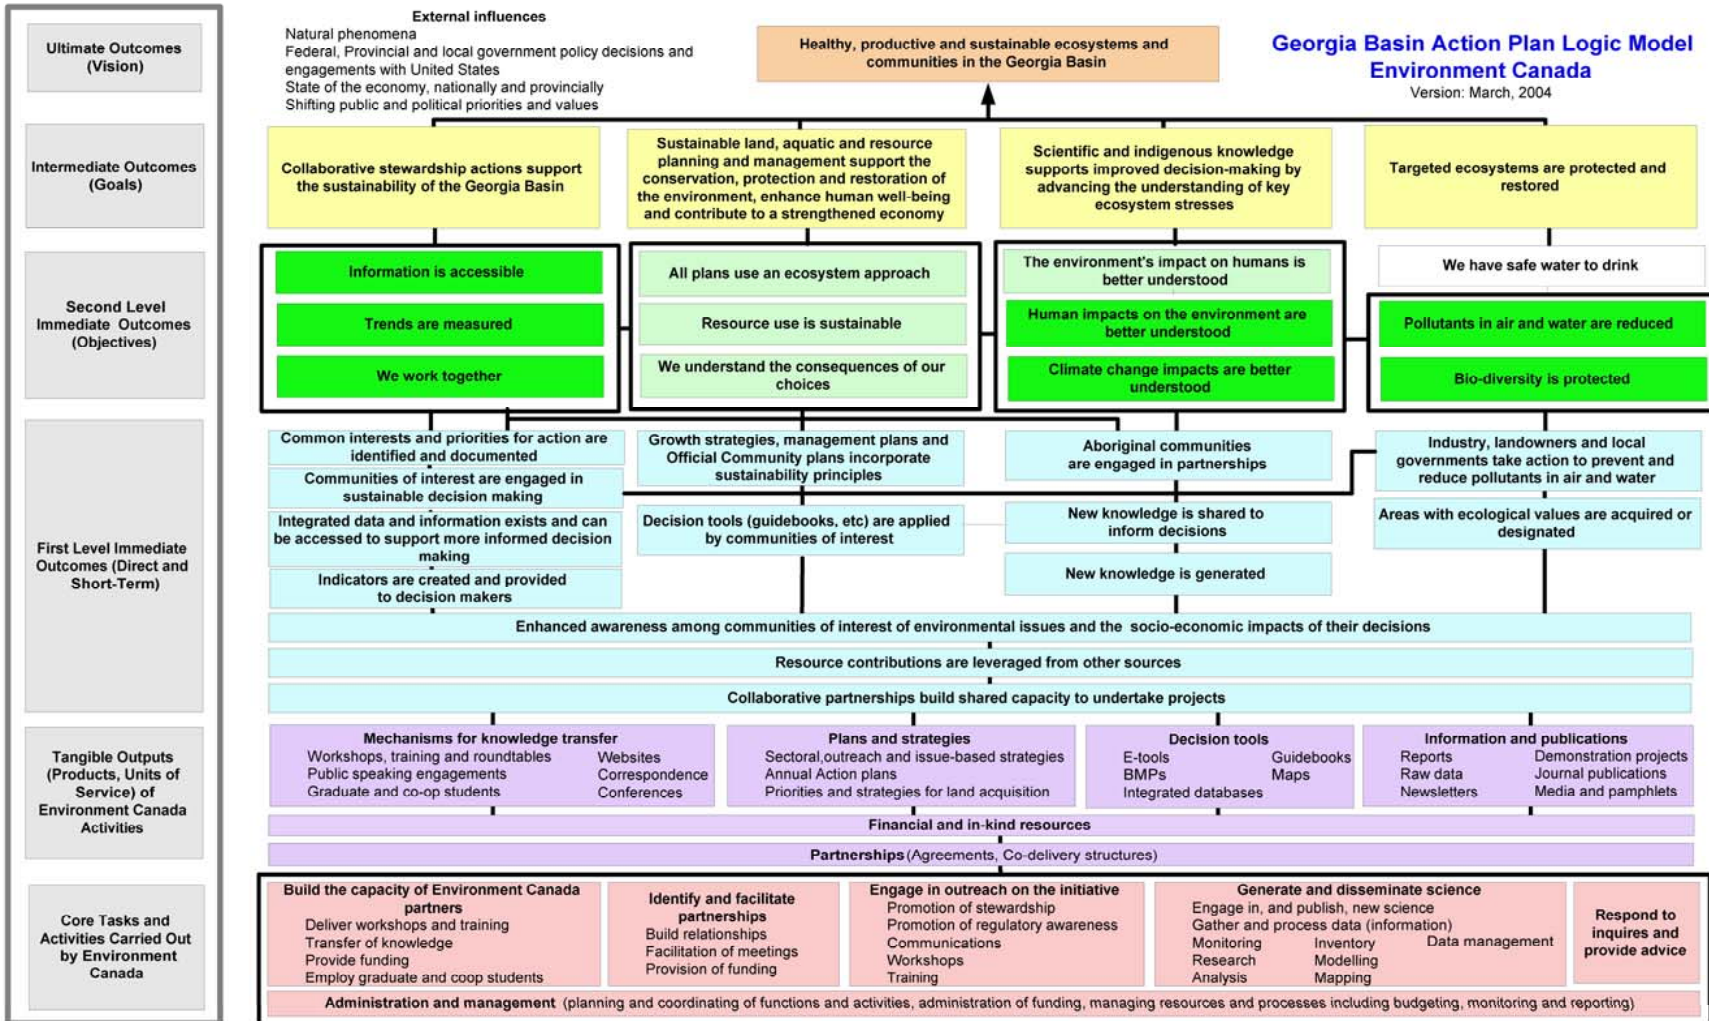 External influences
Natural phenomena
Federal, Provincial and local government policy decisions and
engagements with United States
State of the economy, nationally and provincially
Shifting public and political priorities and values
Georgia Basin Action Plan Logic Model
Environment Canada
Version: March, 2004
Ultimate Outcomes
(Vision)
Healthy, productive and sustainable ecosystems and
communities in the Georgia Basin
Intermediate Outcomes
(Goals)
Collaborative stewardship actions support
the sustainability of the Georgia Basin
Sustainable land, aquatic and resource
planning and management support the
conservation, protection and restoration of
the environment, enhance human well-being
and contribute to a strengthened economy
Scientific and indigenous knowledge
supports improved decision-making by
advancing the understanding of key
ecosystem stresses
Targeted ecosystems are protected and
restored
Second Level
Immediate Outcomes
(Objectives)
Information is accessible
Trends are measured
We work together
All plans use an ecosystem approach
Resource use is sustainable
We understand the consequences of our
choices
The environment's impact on humans is
better understood
Human impacts on the environment are
better understood
Climate change impacts are better
understood
We have safe water to drink
Pollutants in air and water are reduced
Bio-diversity is protected
First Level Immediate
Outcomes (Direct and
Short-Term)
Common interests and priorities for action are
identified and documented
Communities of interest are engaged in
sustainable decision making
Integrated data and information exists and can
be accessed to support more informed decision
making
Indicators are created and provided
to decision makers
Growth strategies, management plans and
Official Community plans incorporate
sustainability principles
Decision tools (guidebooks, etc) are applied
by communities of interest
Aboriginal communities
are engaged in partnerships
New knowledge is shared to
inform decisions
New knowledge is generated
Industry, landowners and local
governments take action to prevent and
reduce pollutants in air and water
Areas with ecological values are acquired or
designated
Enhanced awareness among communities of interest of environmental issues and the socio-economic impacts of their decisions
Resource contributions are leveraged from other sources
Collaborative partnerships build shared capacity to undertake projects
Tangible Outputs
(Products, Units of
Service) of
Environment Canada
Activities
Mechanisms for knowledge transfer
Workshops, training and roundtables Websites
Public speaking engagements Correspondence
Graduate and co-op students Conferences
Plans and strategies
Sectoral,outreach and issue-based strategies
Annual Action plans
Priorities and strategies for land acquisition
Decision tools
E-tools Guidebooks
BMPs Maps
Integrated databases
Information and publications
Reports Demonstration projects
Raw data Journal publications
Newsletters Media and pamphlets
Financial and in-kind resources
Partnerships (Agreements, Co-delivery structures)
Core Tasks and
Activities Carried Out
by Environment
Canada
Build the capacity of Environment Canada
partners
Deliver workshops and training
Transfer of knowledge
Provide funding
Employ graduate and coop students
Identify and facilitate
partnerships
Build relationships
Facilitation of meetings
Provision of funding
Engage in outreach on the initiative
Promotion of stewardship
Promotion of regulatory awareness
Communications
Workshops
Training
Generate and disseminate science
Engage in, and publish, new science
Gather and process data (information)
Monitoring Inventory Data management
Research Modelling
Analysis Mapping
Respond to
inquires and
provide advice
Administration and management (planning and coordinating of functions and activities, administration of funding, managing resources and processes including budgeting, monitoring and reporting)